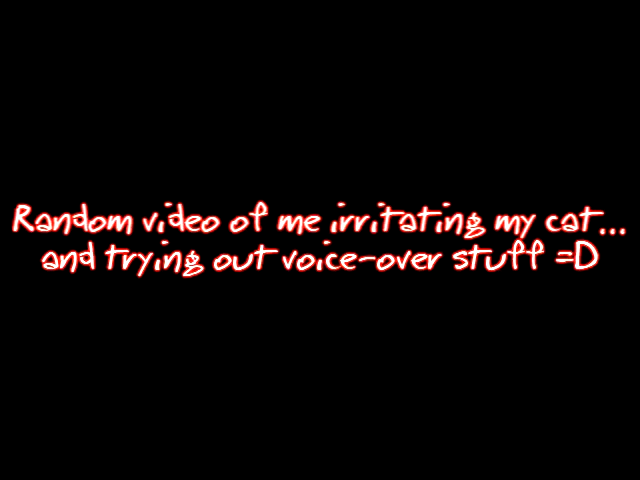 Random video of me irritating my cat...
and trying out voice-over stuff =D